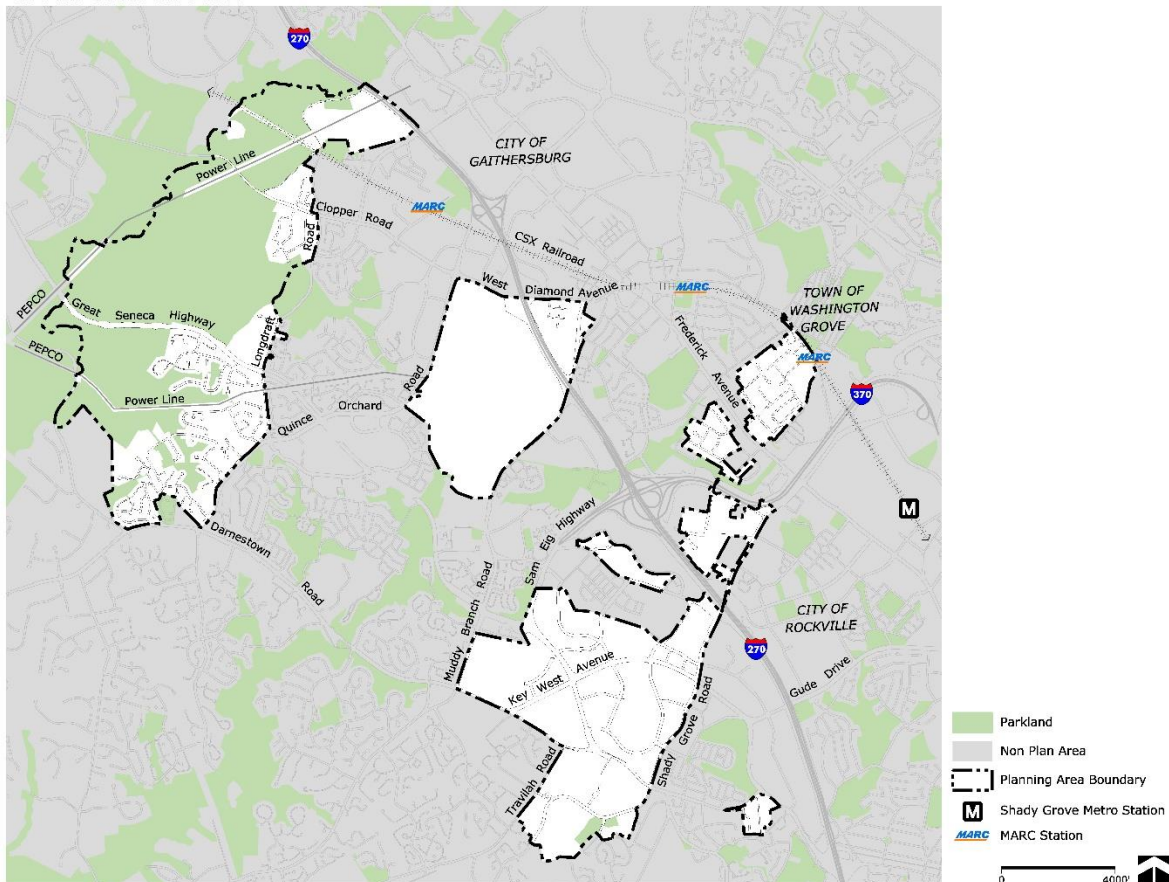 270
CITY OF
GAITHERSBURG
Power Line
Clopper Road
MARC
Road
CSX Railroad
West Diamond Avenue
MARC
TOWN OF
WASHINGTON
GROVE
PEPCO
Great Seneca Highway
Longdraft
Frederick Avenue
MARC
PEPCO
Power Line
Road
370
Quince Orchard
M
Darnestown Road
Sam Eig Highway
Muddy Branch Road
CITY OF
ROCKVILLE
270
Key West Avenue
Gude Drive
Shady Grove Road
Travilah Road
Parkland
Non Plan Area
Planning Area Boundary
M Shady Grove Metro Station
MARC MARC Station
0 4000'